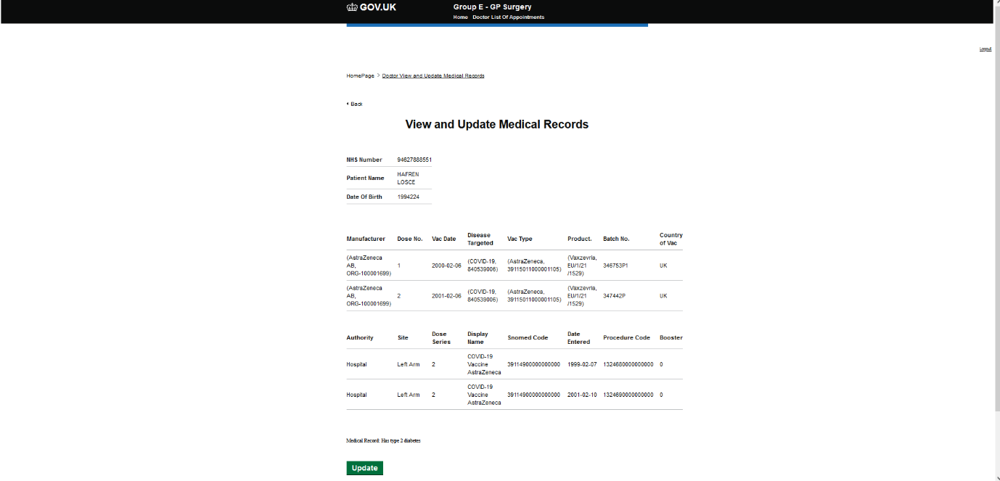 GOV.UK
Group E - GP Surgery
Home Doctor List Of Appointments
Logout
HomePage > Doctor View and Update Medical Records
Back
View and Update Medical Records
NHS Number 94627888551
Patient Name HAFREN LOSCE
Date Of Birth 1994224
Manufacturer Dose No. Vac Date Disease Targeted Vac Type Product. Batch No. Country of Vac
(AstraZeneca AB, ORG-100001699) 1 2000-02-06 (COVID-19, 840539006) (AstraZeneca, 39115011000001105) (Vaxzevria, EU/1/21/1529) 346753P1 UK
(AstraZeneca AB, ORG-100001699) 2 2001-02-06 (COVID-19, 840539006) (AstraZeneca, 39115011000001105) (Vaxzevria, EU/1/21/1529) 347442P UK
Authority Site Dose Series Display Name Snomed Code Date Entered Procedure Code Booster
Hospital Left Arm 2 COVID-19 Vaccine AstraZeneca 39114900000000000 1999-02-07 1324680000000000 0
Hospital Left Arm 2 COVID-19 Vaccine AstraZeneca 39114900000000000 2001-02-10 1324690000000000 0
Medical Record: Has type 2 diabetes
Update